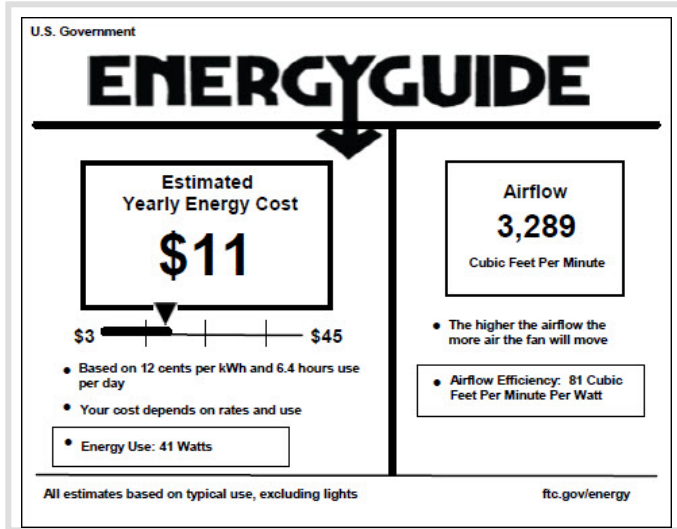 U.S. Government
ENERGYGUIDE
Estimated
Yearly Energy Cost
$11
$3
$45
• Based on 12 cents per kWh and 6.4 hours use
per day
• Your cost depends on rates and use
• Energy Use: 41 Watts
Airflow
3,289
Cubic Feet Per Minute
• The higher the airflow the
more air the fan will move
• Airflow Efficiency: 81 Cubic
Feet Per Minute Per Watt
All estimates based on typical use, excluding lights
ftc.gov/energy